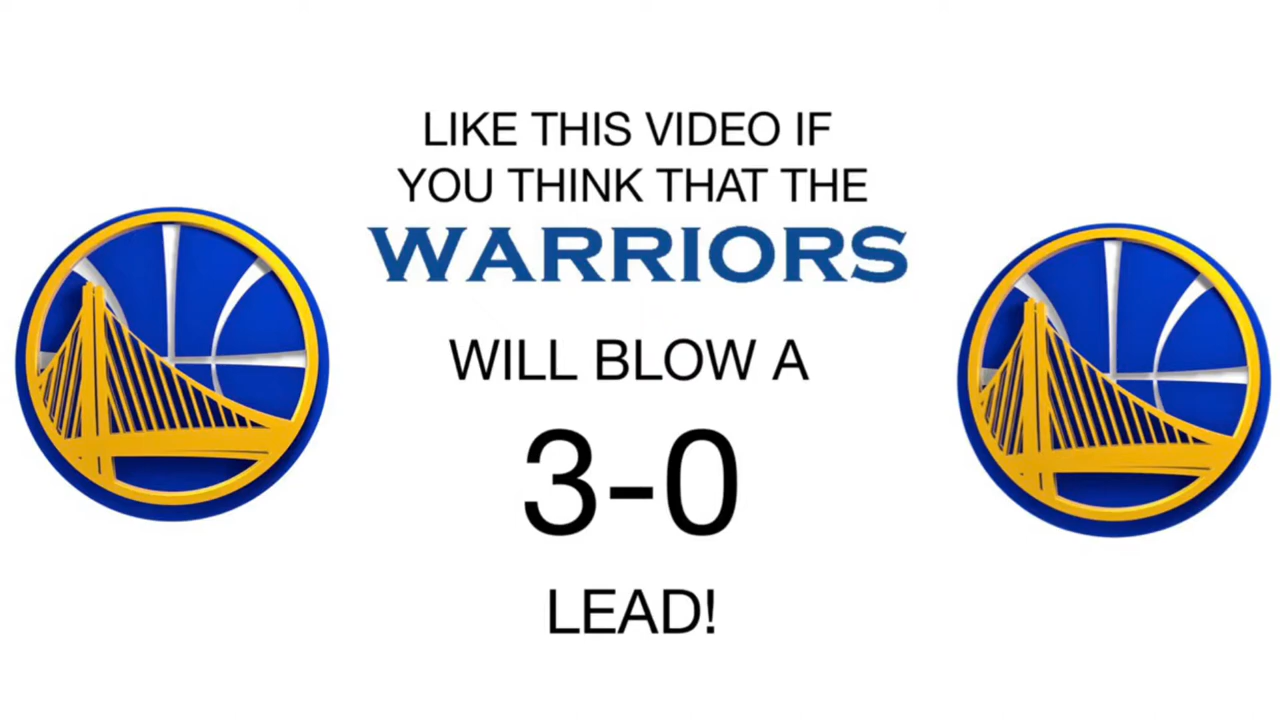 LIKE THIS VIDEO IF
YOU THINK THAT THE
WARRIORS
WILL BLOW A
3-0
LEAD!